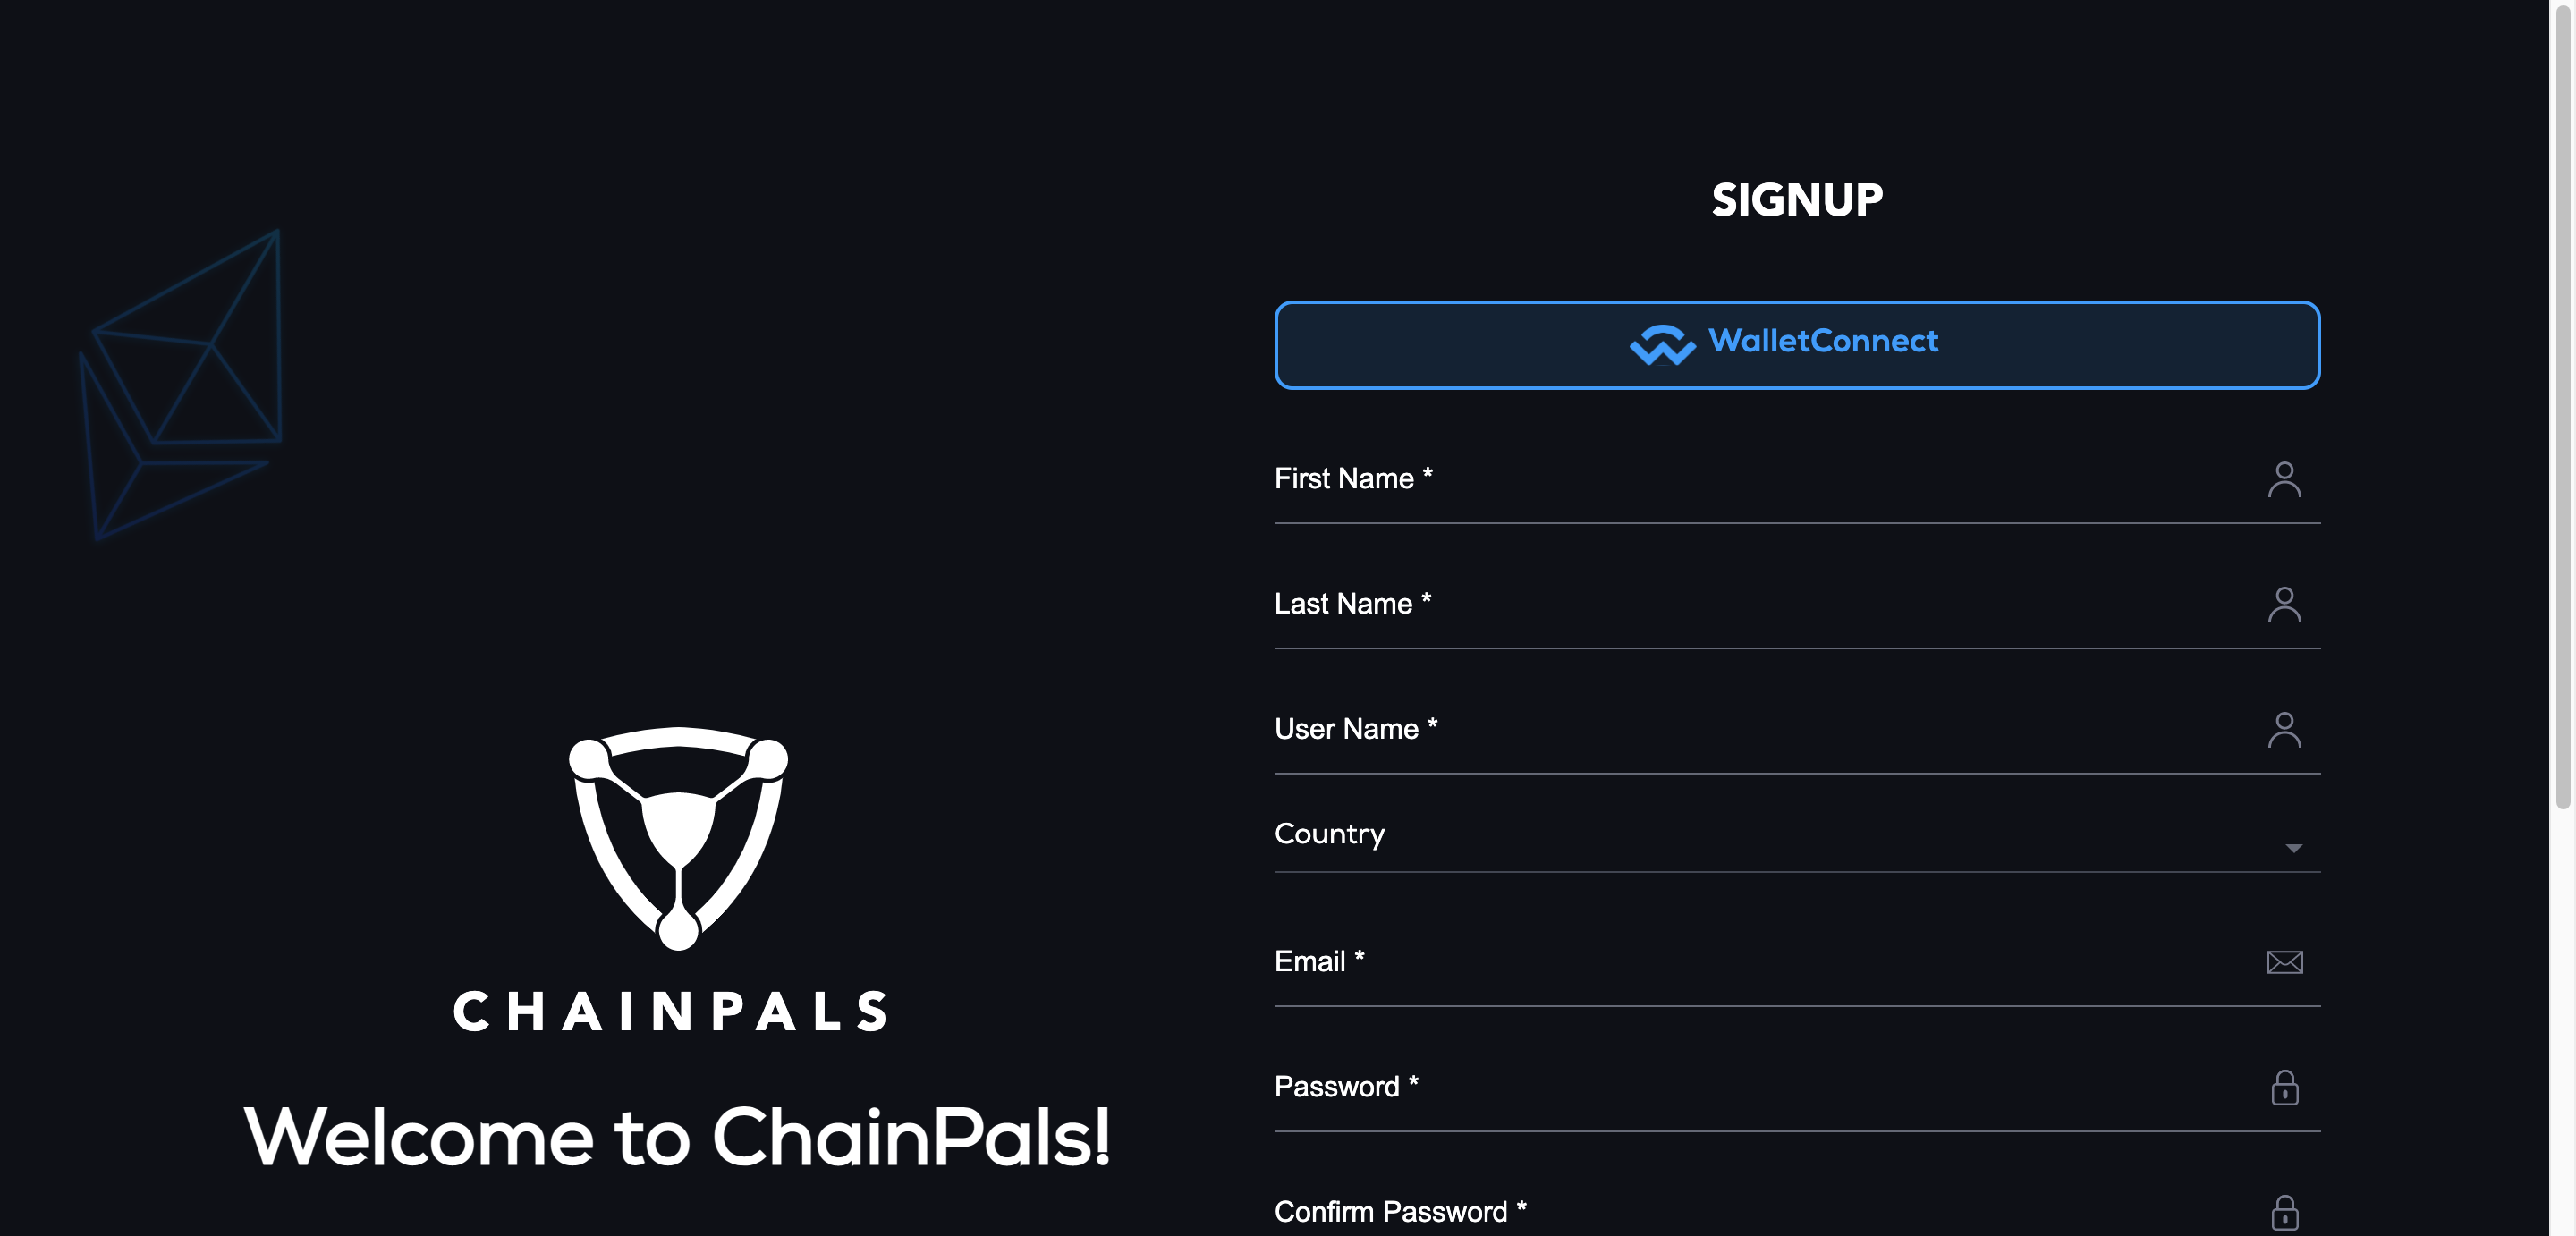 SIGNUP
WalletConnect
First Name *
Last Name *
User Name *
Country
Email *
Password *
Confirm Password *
CHAINPALS
Welcome to ChainPals!